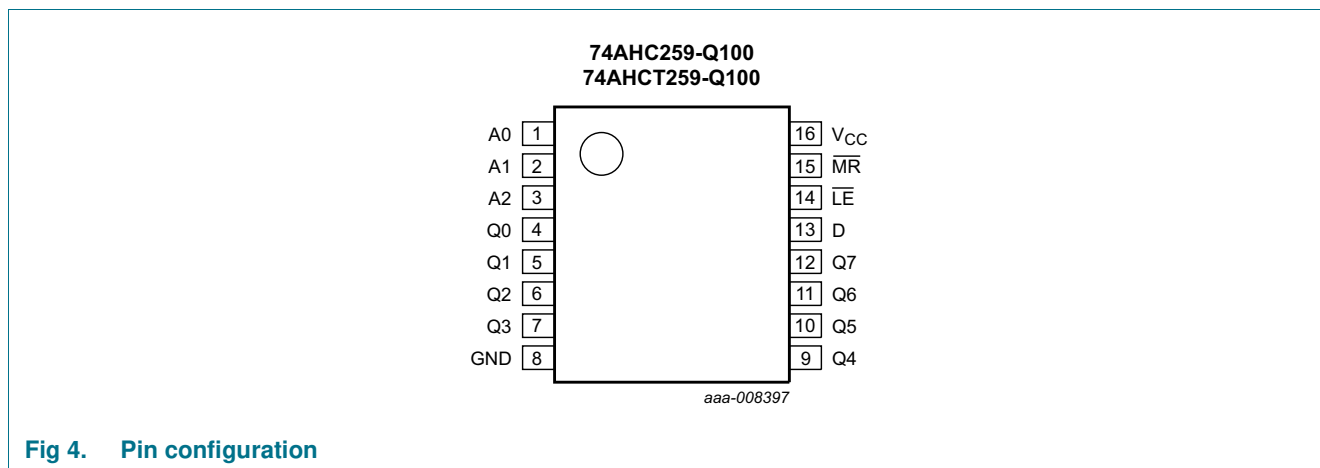 74AHC259-Q100
74AHCT259-Q100
A0 1
A1 2
A2 3
Q0 4
Q1 5
Q2 6
Q3 7
GND 8
16 VCC
15 M̅R̅
14 L̅E̅
13 D
12 Q7
11 Q6
10 Q5
9 Q4
aaa-008397
Fig 4. Pin configuration